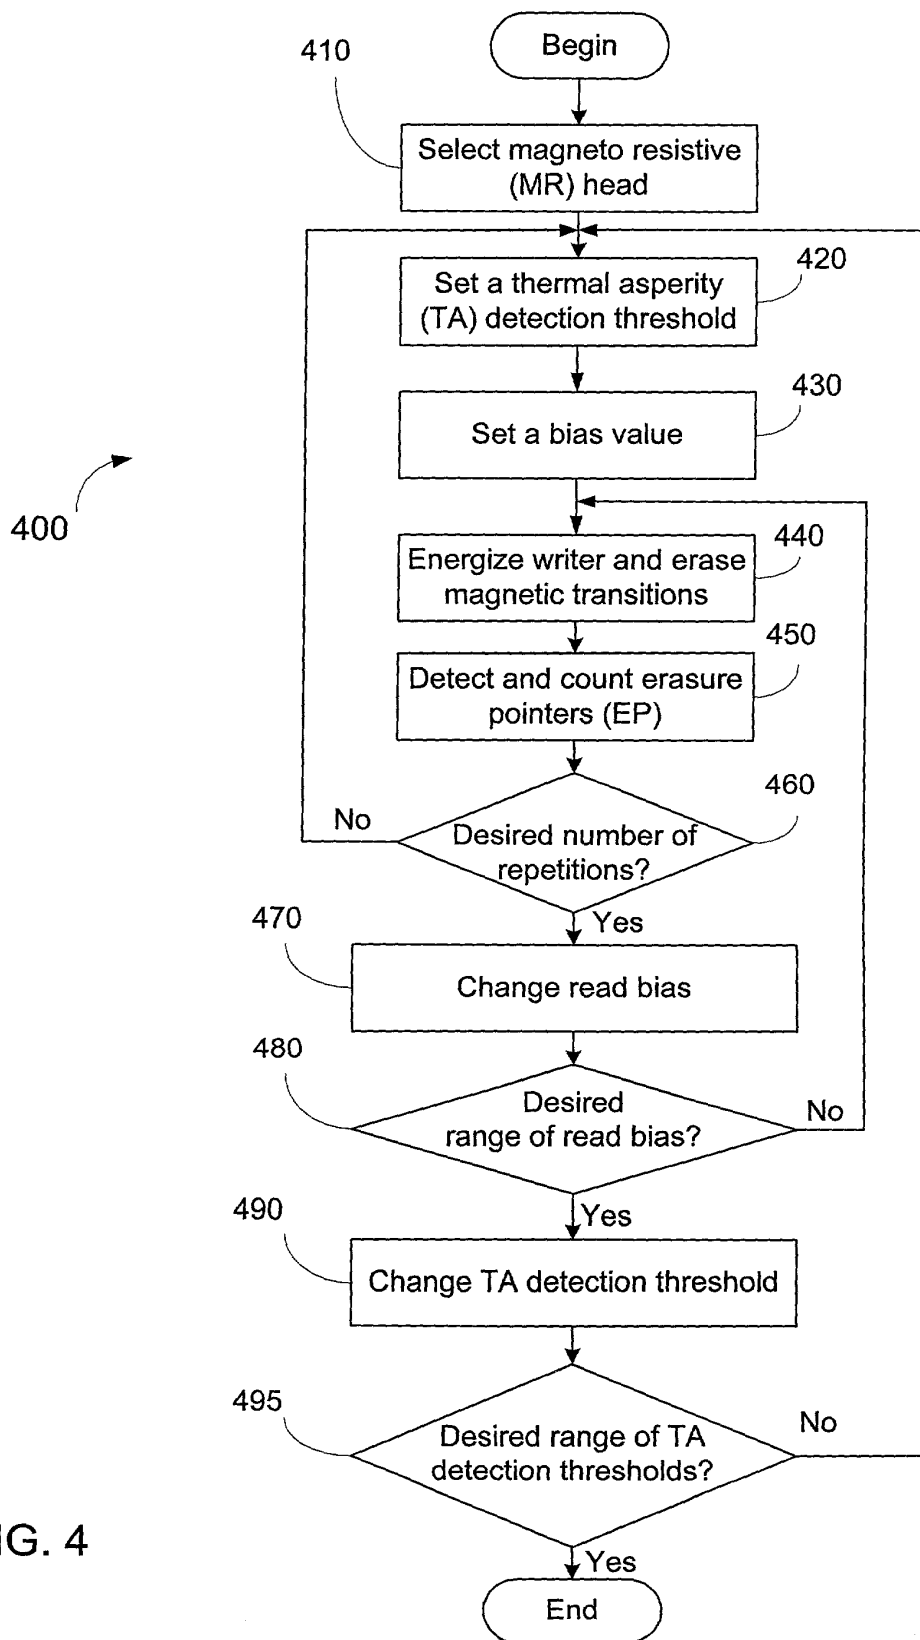 Begin
410
Select magneto resistive
(MR) head
420
Set a thermal asperity
(TA) detection threshold
430
Set a bias value
400
440
Energize writer and erase
magnetic transitions
450
Detect and count erasure
pointers (EP)
460
No
Desired number of
repetitions?
Yes
470
Change read bias
480
Desired
range of read bias?
No
Yes
490
Change TA detection threshold
495
No
Desired range of TA
detection thresholds?
G. 4
Yes
End